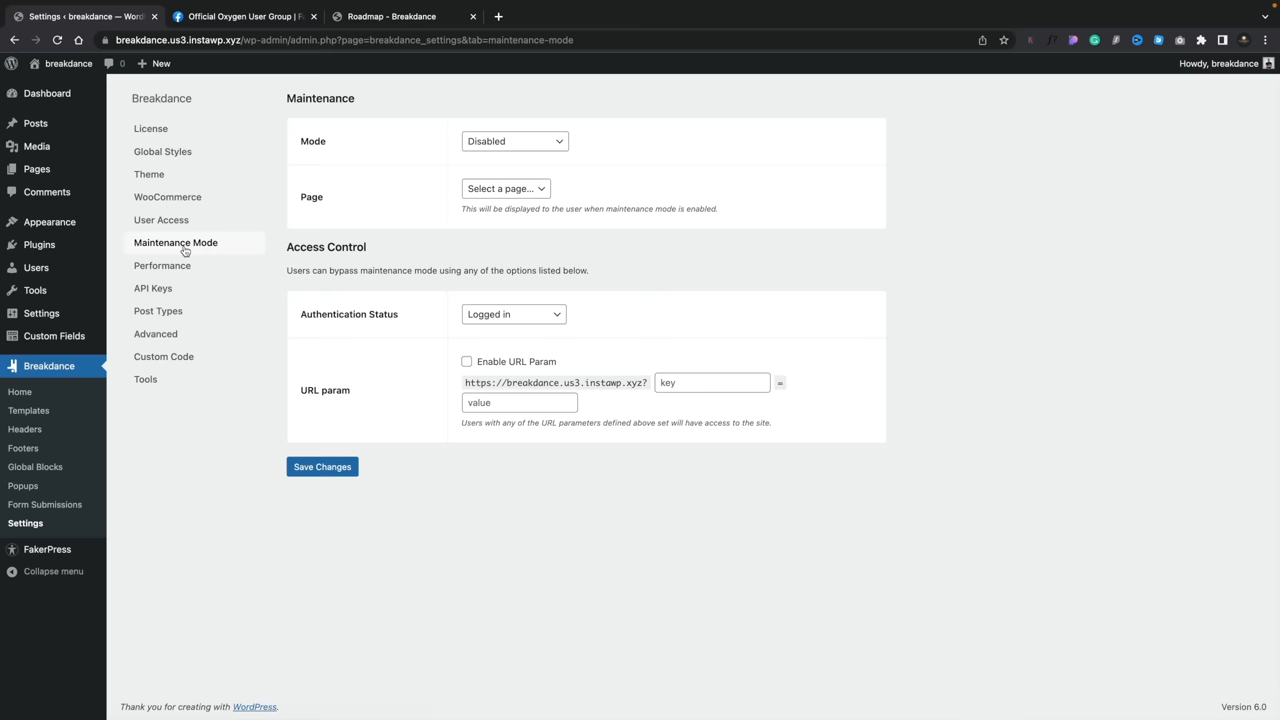 Settings ‹ breakdance — Word
Official Oxygen User Group | Fa
Roadmap - Breakdance
breakdance.us3.instawp.xyz/wp-admin/admin.php?page=breakdance_settings&tab=maintenance-mode
breakdance
0
New
Howdy, breakdance
Dashboard
Posts
Media
Pages
Comments
Appearance
Plugins
Users
Tools
Settings
Custom Fields
Breakdance
Home
Templates
Headers
Footers
Global Blocks
Popups
Form Submissions
Settings
FakerPress
Collapse menu
Breakdance
License
Global Styles
Theme
WooCommerce
User Access
Maintenance Mode
Performance
API Keys
Post Types
Advanced
Custom Code
Tools
Maintenance
Mode
Disabled
Page
Select a page...
This will be displayed to the user when maintenance mode is enabled.
Access Control
Users can bypass maintenance mode using any of the options listed below.
Authentication Status
Logged in
URL param
Enable URL Param
https://breakdance.us3.instawp.xyz?
key
=
value
Users with any of the URL parameters defined above set will have access to the site.
Save Changes
Thank you for creating with WordPress.
Version 6.0